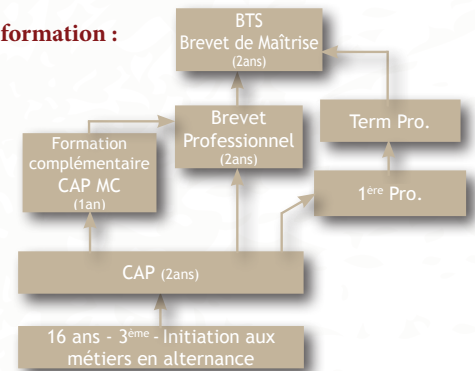 formation :
BTS
Brevet de Maîtrise
(2ans)
Brevet
Professionnel
(2ans)
Term Pro.
Formation
complémentaire
CAP MC
(1an)
1ère Pro.
CAP (2ans)
16 ans - 3ème - Initiation aux
métiers en alternance